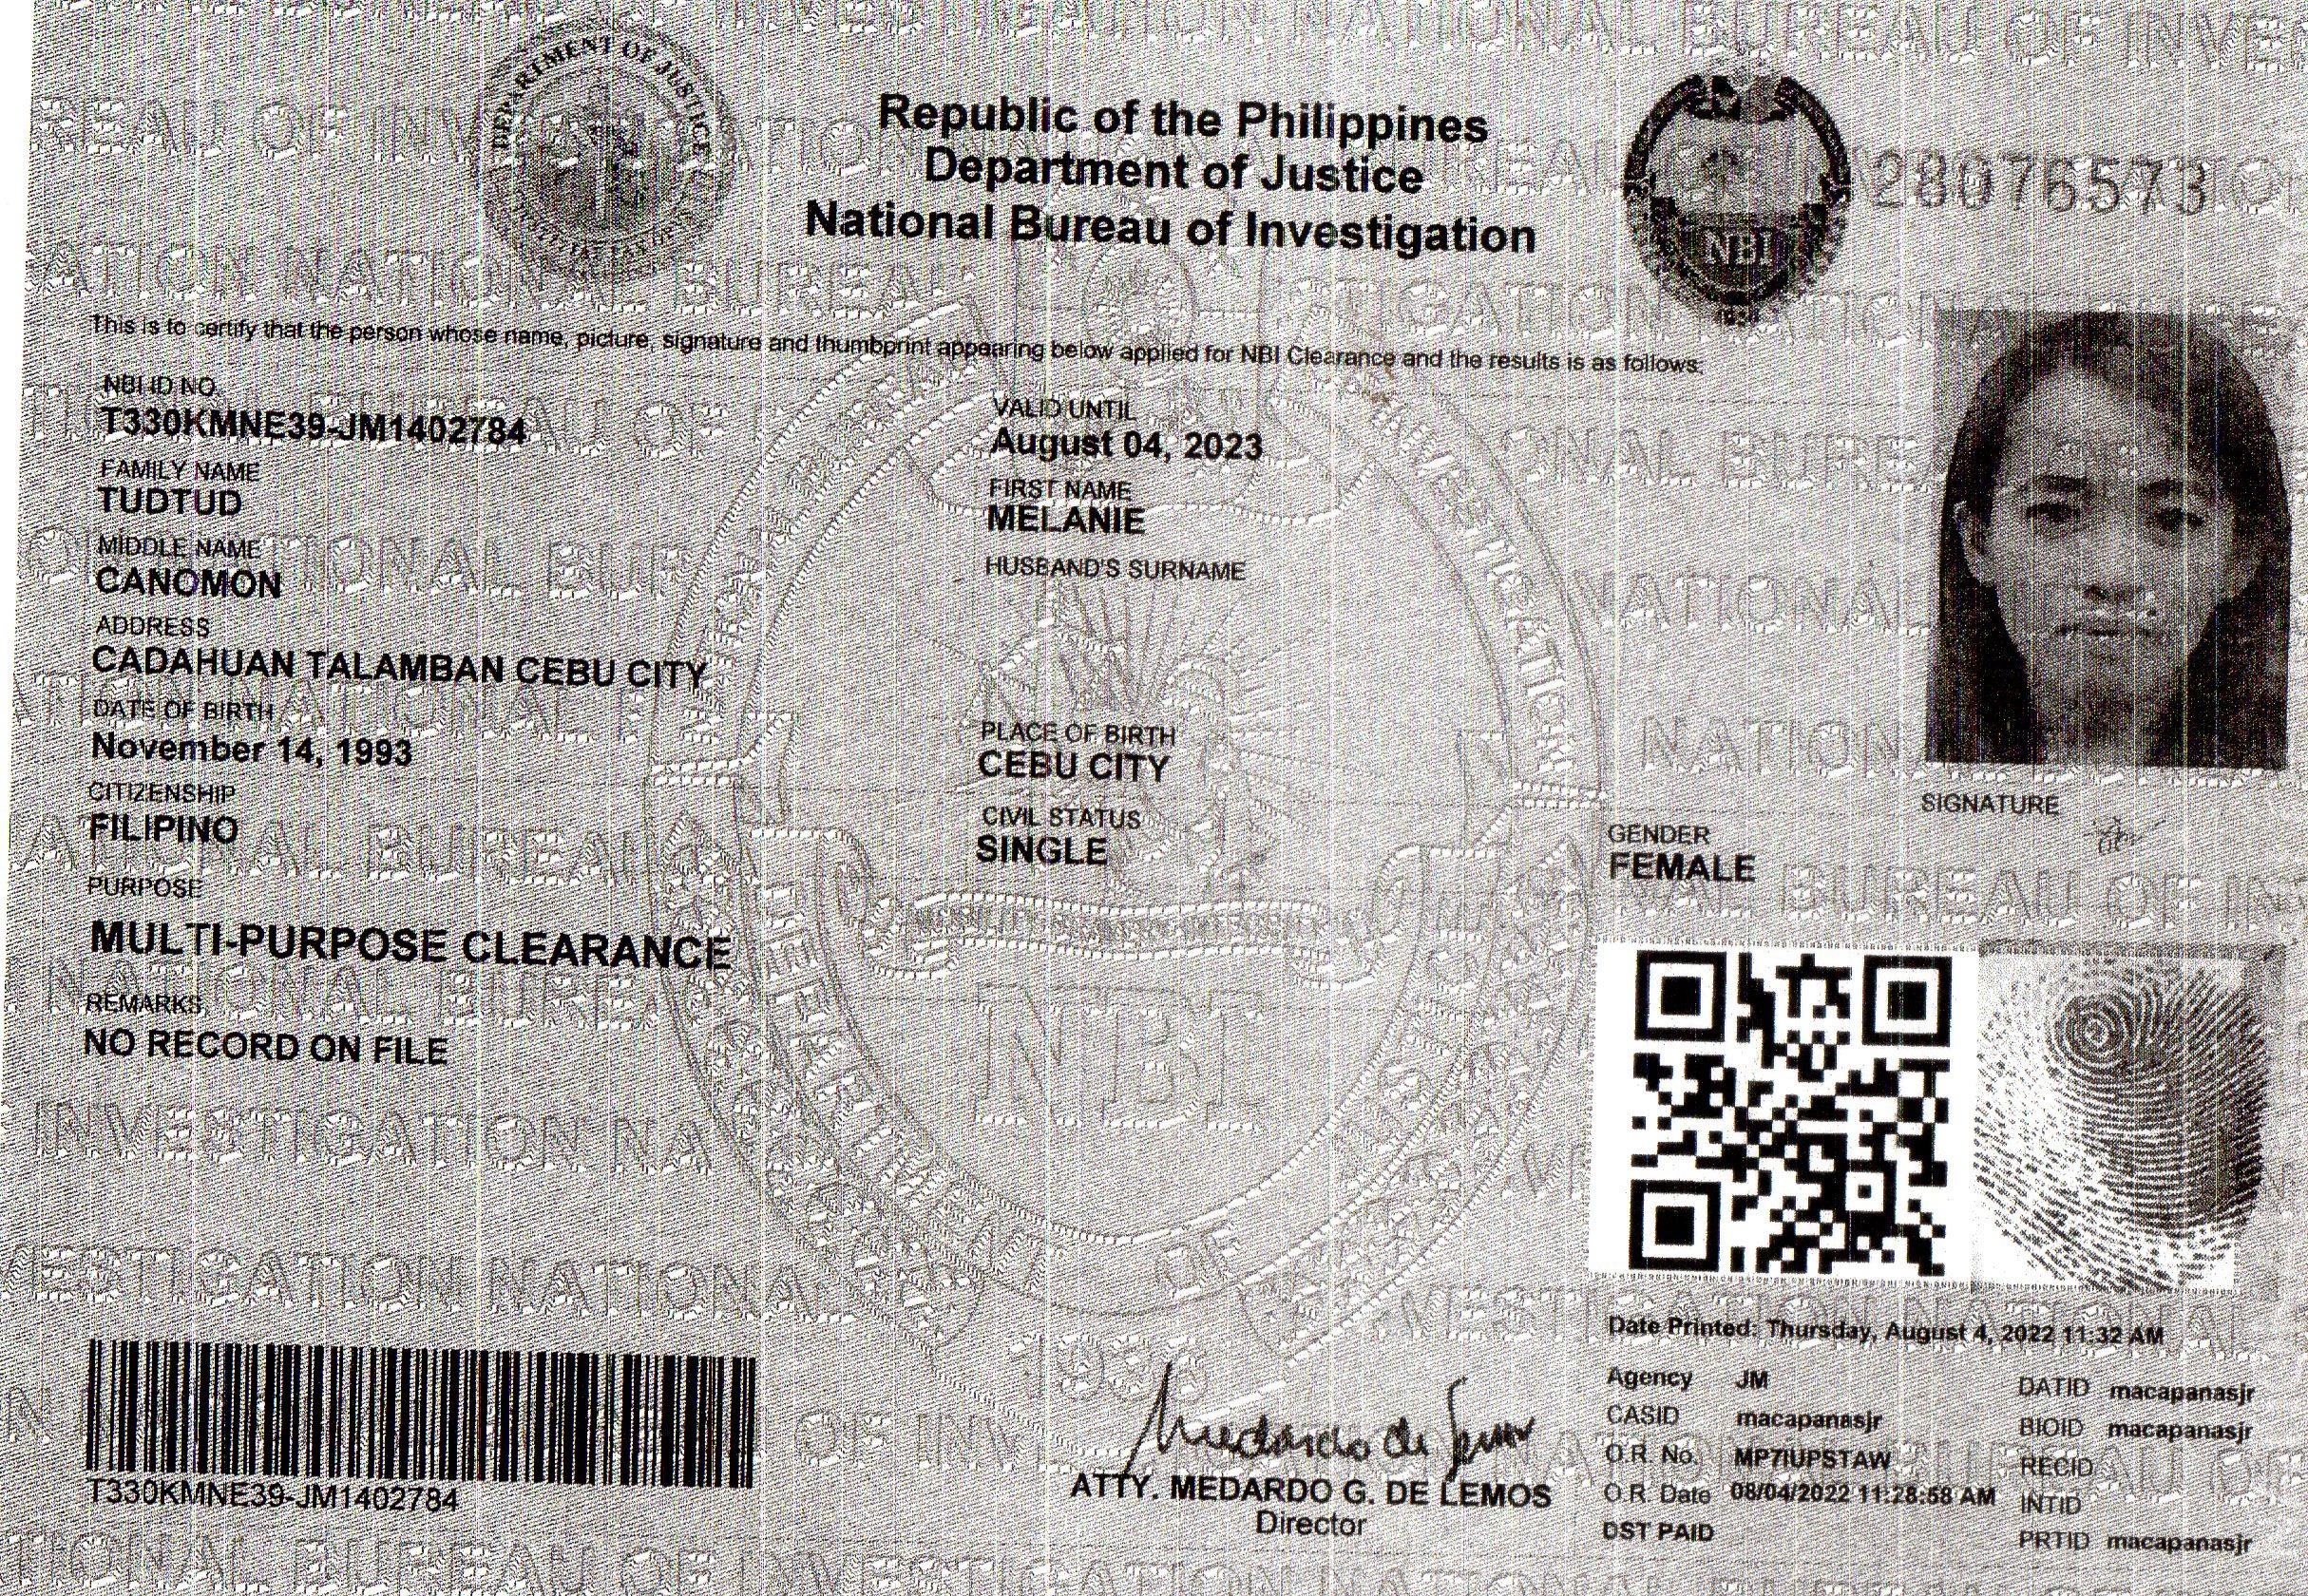 DEPARTMENT OF JUSTICE
Republic of the Philippines
Department of Justice
National Bureau of Investigation
NBI
28076573
This is to certify that the person whose name, picture, signature and thumbprint appearing below applied for NBI Clearance and the results is as follows:
NBI ID NO.
T330KMNE39-JM1402784
VALID UNTIL
August 04, 2023
FAMILY NAME
TUDTUD
FIRST NAME
MELANIE
MIDDLE NAME
CANOMON
HUSBAND'S SURNAME
ADDRESS
CADAHUAN TALAMBAN CEBU CITY
DATE OF BIRTH
November 14, 1993
PLACE OF BIRTH
CEBU CITY
CITIZENSHIP
FILIPINO
CIVIL STATUS
SINGLE
GENDER
FEMALE
SIGNATURE
PURPOSE
MULTI-PURPOSE CLEARANCE
REMARKS
NO RECORD ON FILE
NBI
1936
T330KMNE39-JM1402784
ATTY. MEDARDO G. DE LEMOS
Director
Date Printed: Thursday, August 4, 2022 11:32 AM
Agency JM
CASID macapanasjr
O.R. No. MP7IUPSTAW
O.R. Date 08/04/2022 11:28:58 AM
DST PAID
DATID macapanasjr
BIOID macapanasjr
RECID
INTID
PRTID macapanasjr